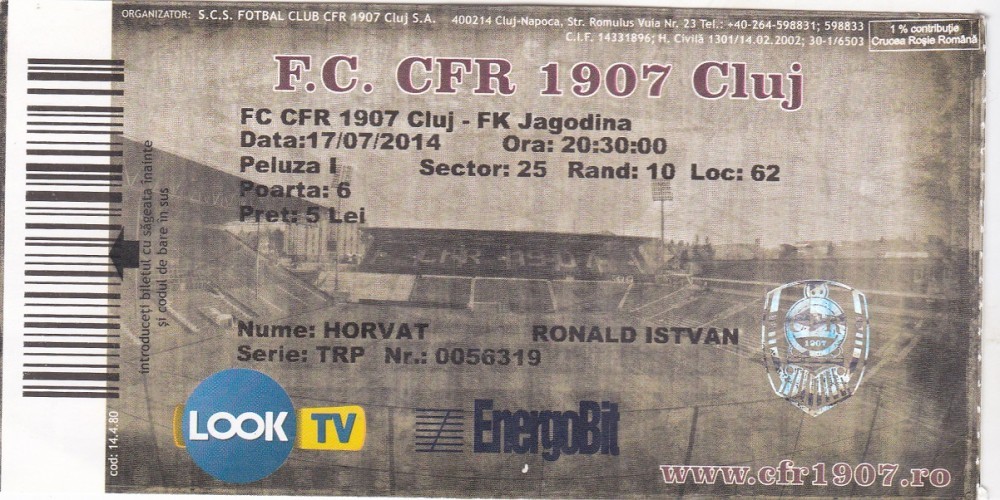 ORGANIZATOR: S.C.S. FOTBAL CLUB CFR 1907 Cluj S.A. 400214 Cluj-Napoca, Str. Romulus Vuia Nr. 23 Tel.: +40-264-598831; 598833
C.I.F. 14331896; H. Civilă 1301/14.02.2002; 30-1/6503
1 % contribuție
Crucea Roșie Română
F.C. CFR 1907 Cluj
FC CFR 1907 Cluj - FK Jagodina
Data:17/07/2014 Ora: 20:30:00
Peluza I Sector: 25 Rand: 10 Loc: 62
Poarta: 6
Pret: 5 Lei
introduceți biletul cu săgeata înainte
și codul de bare în sus
CFR 1907
Nume: HORVAT RONALD ISTVAN
Serie: TRP Nr.: 0056319
1907
LOOK TV
EnergoBit
www.cfr1907.ro
cod: 14.4.80